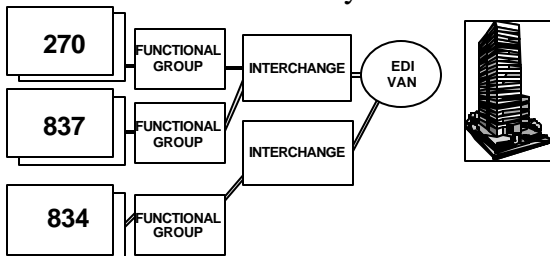 270
FUNCTIONAL
GROUP
INTERCHANGE
EDI
VAN
837
FUNCTIONAL
GROUP
INTERCHANGE
834
FUNCTIONAL
GROUP